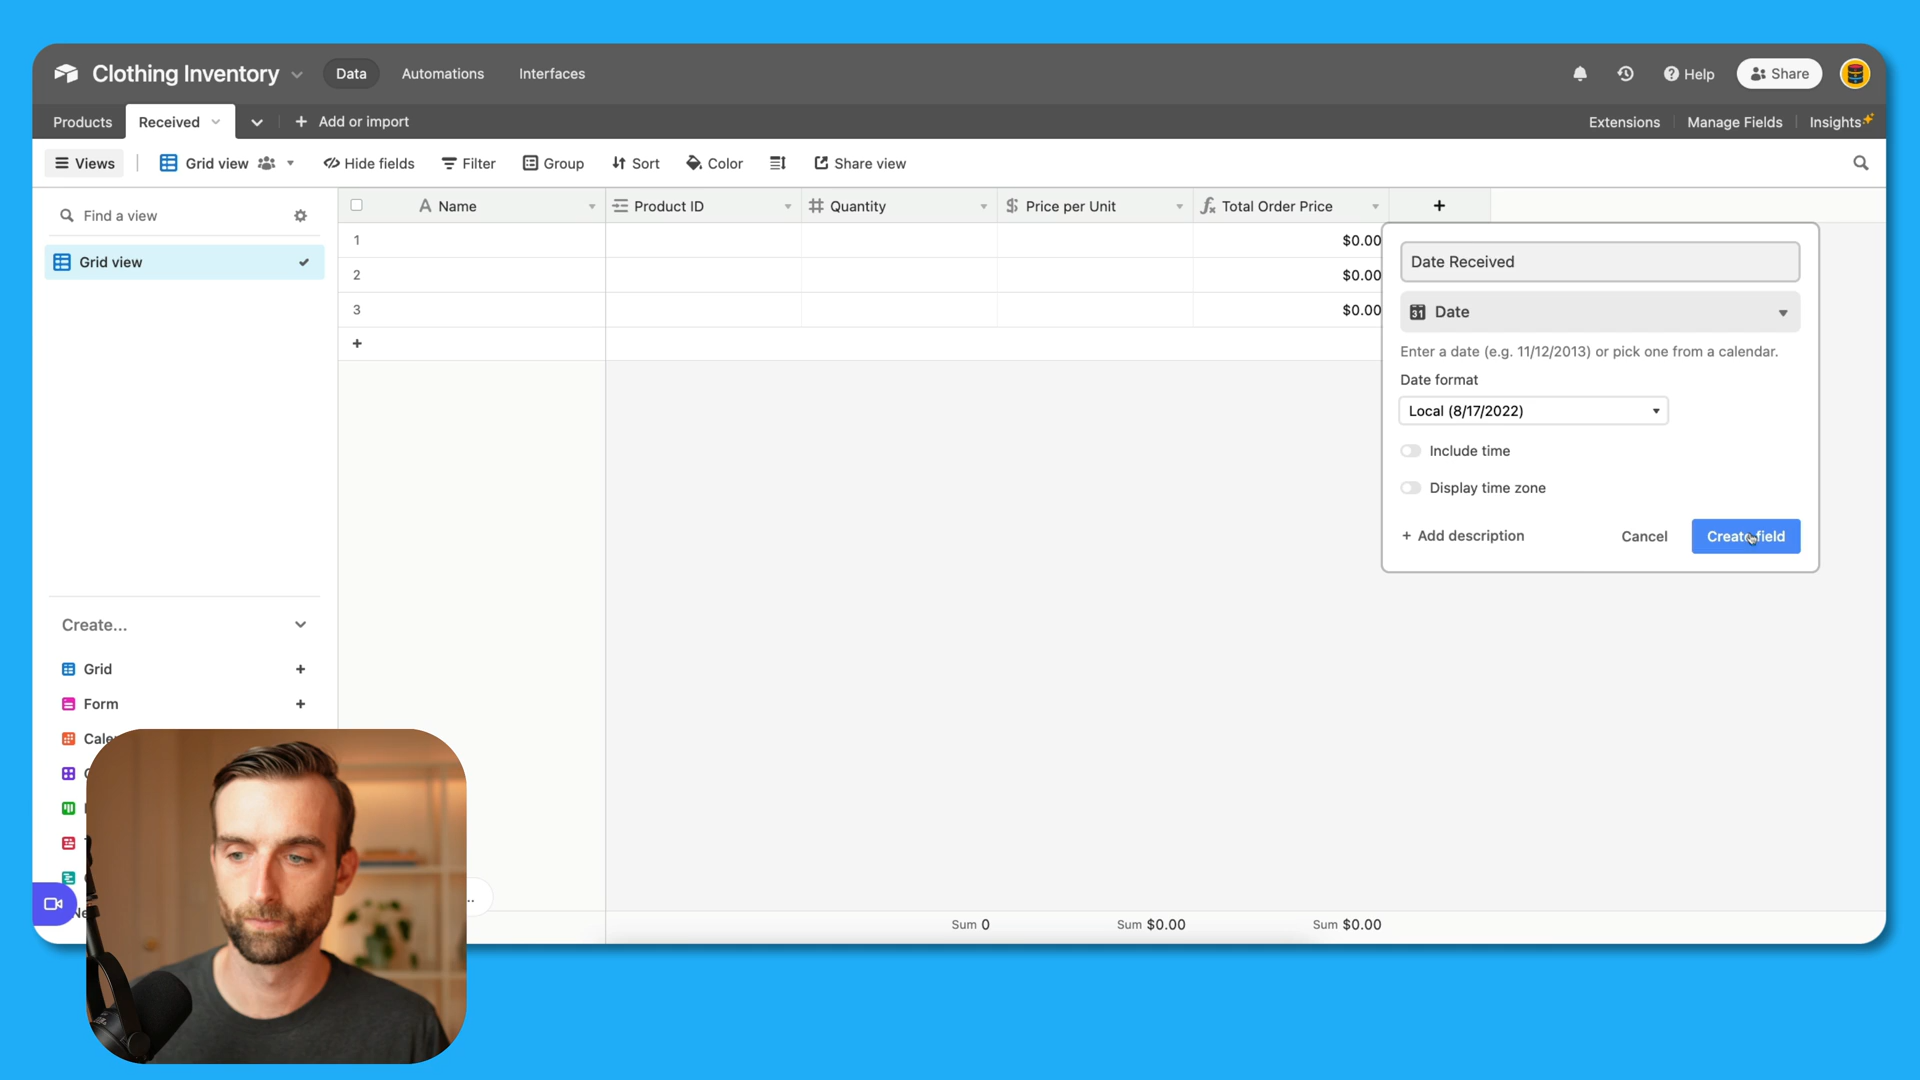 Clothing Inventory
Data
Automations
Interfaces
Help
Share
Products
Received
+ Add or import
Extensions
Manage Fields
Insights
Views
Grid view
Hide fields
Filter
Group
Sort
Color
Share view
Find a view
Grid view
Name
Product ID
Quantity
Price per Unit
Total Order Price
+
1
$0.00
2
$0.00
3
$0.00
+
Date Received
31 Date
Enter a date (e.g. 11/12/2013) or pick one from a calendar.
Date format
Local (8/17/2022)
Include time
Display time zone
+ Add description
Cancel
Create field
Create...
Grid +
Form +
Sum 0
Sum $0.00
Sum $0.00